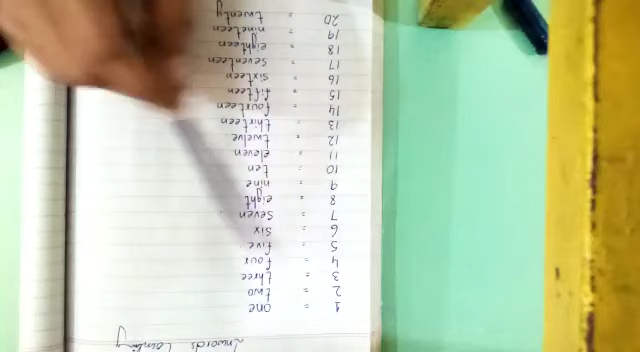 Inwards Counting
1 = one
2 = two
3 = three
4 = four
5 = five
6 = six
7 = seven
8 = eight
9 = nine
10 = ten
11 = eleven
12 = twelve
13 = thirteen
14 = fourteen
15 = fifteen
16 = sixteen
17 = seventeen
18 = eighteen
19 = nineteen
20 = twenty